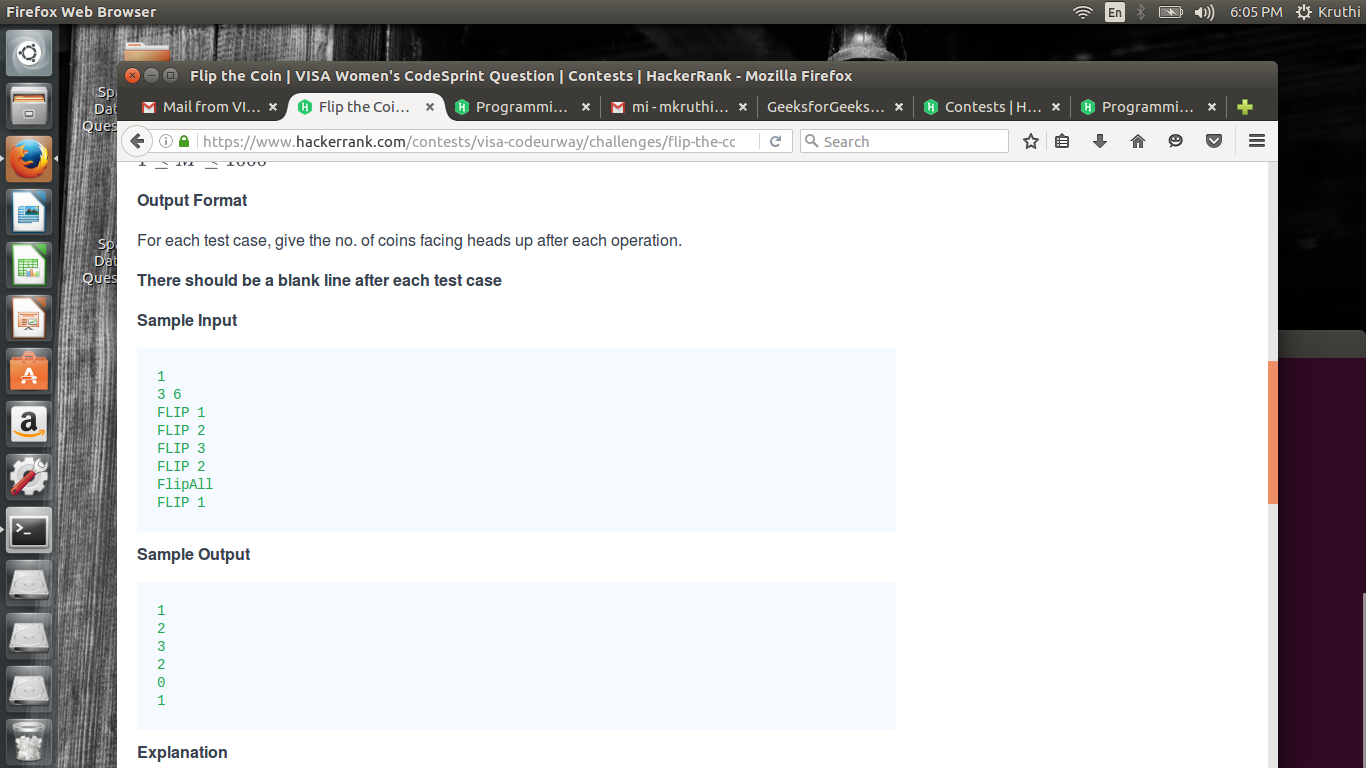 Firefox Web Browser
En
6:05 PM
Kruthi
Flip the Coin | VISA Women's CodeSprint Question | Contests | HackerRank - Mozilla Firefox
Mail from VI...
Flip the Coi...
Programmi...
mi - mkruthi...
GeeksforGeeks...
Contests | H...
Programmi...
https://www.hackerrank.com/contests/visa-codeurway/challenges/flip-the-cc
Search
Sp
Dat
Ques
Sp
Dat
Ques
1 ≤ M ≤ 1000
Output Format
For each test case, give the no. of coins facing heads up after each operation.
There should be a blank line after each test case
Sample Input
1
3 6
FLIP 1
FLIP 2
FLIP 3
FLIP 2
FlipAll
FLIP 1
Sample Output
1
2
3
2
0
1
Explanation